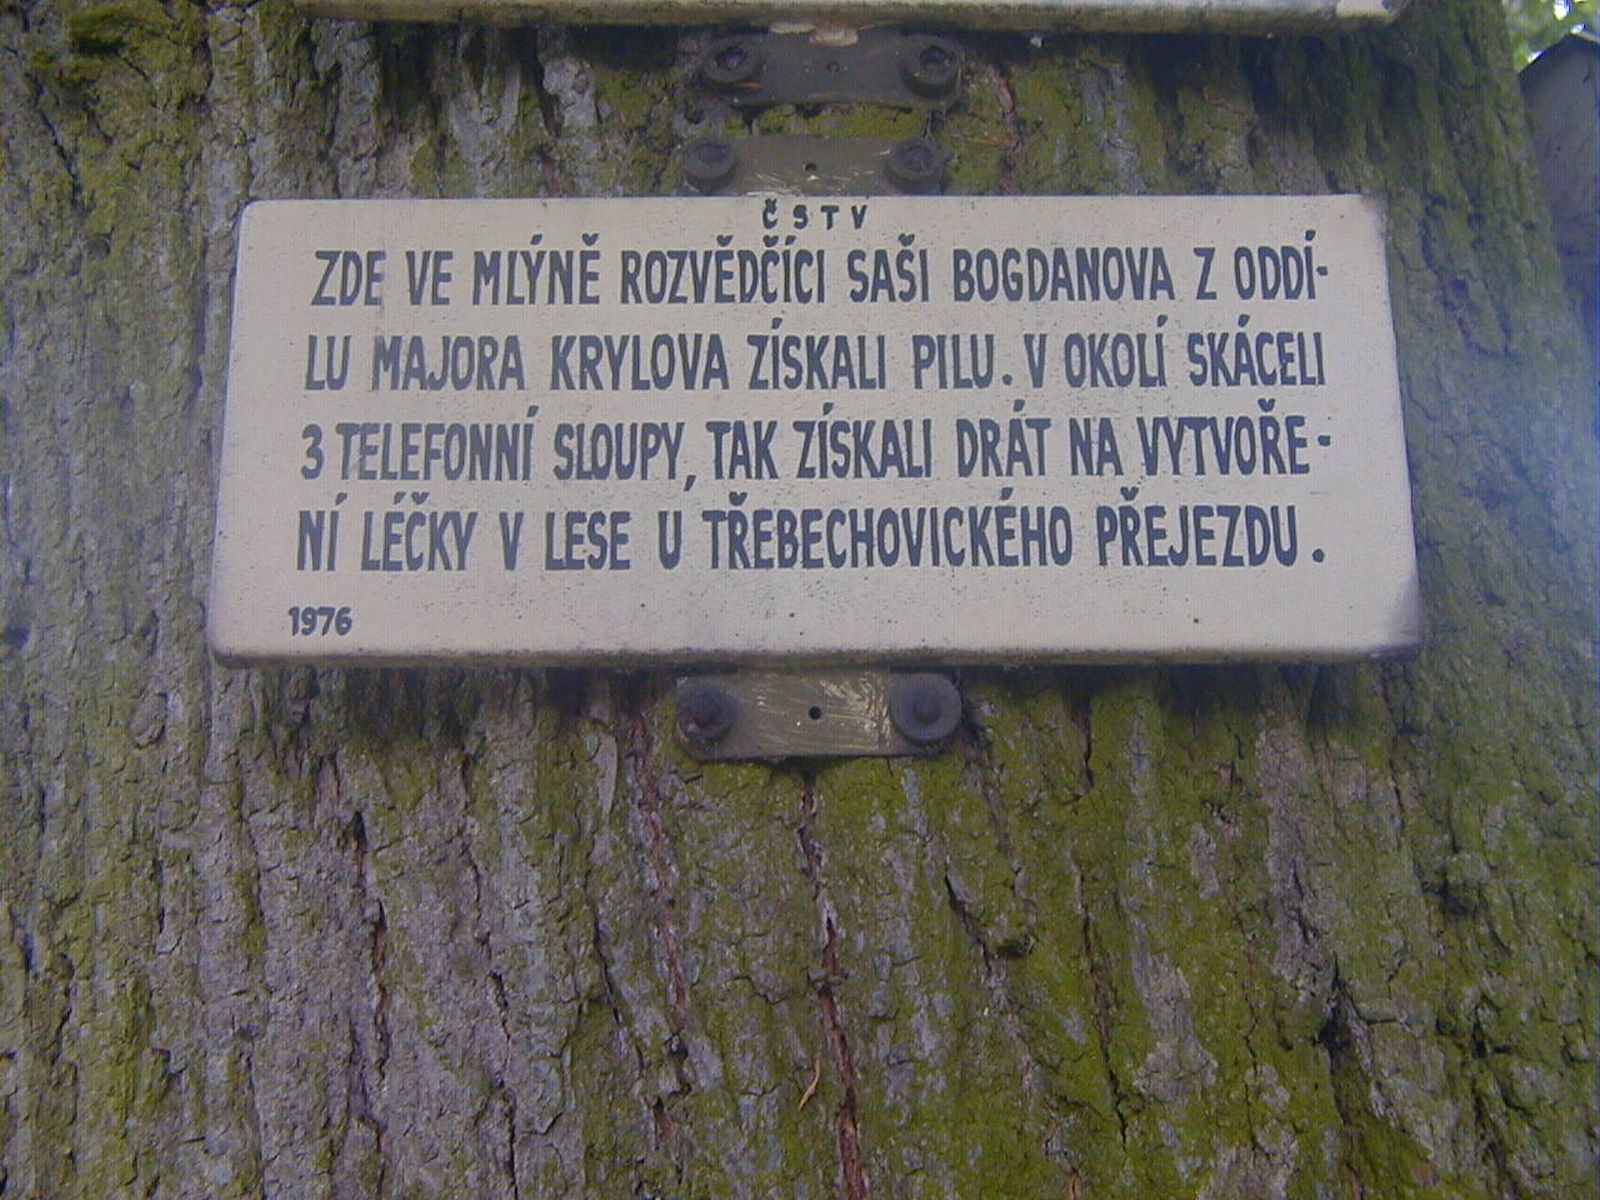 ČSTV
ZDE VE MLÝNĚ ROZVĚDČÍCI SAŠI BOGDANOVA Z ODDÍ-
LU MAJORA KRYLOVA ZÍSKALI PILU. V OKOLÍ SKÁCELI
3 TELEFONNÍ SLOUPY, TAK ZÍSKALI DRÁT NA VYTVOŘE-
NÍ LÉČKY V LESE U TŘEBECHOVICKÉHO PŘEJEZDU.
1976